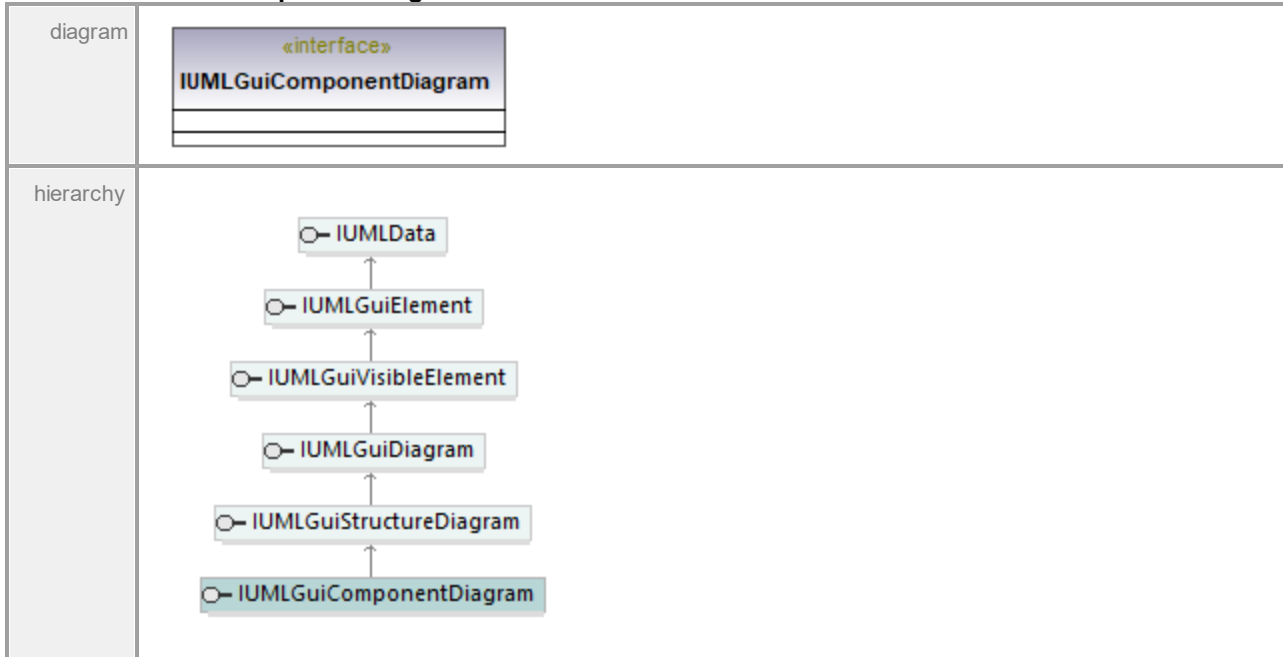 diagram
«interface»
IUMLGuiComponentDiagram
hierarchy
IUMLData
IUMLGuiElement
IUMLGuiVisibleElement
IUMLGuiDiagram
IUMLGuiStructureDiagram
IUMLGuiComponentDiagram